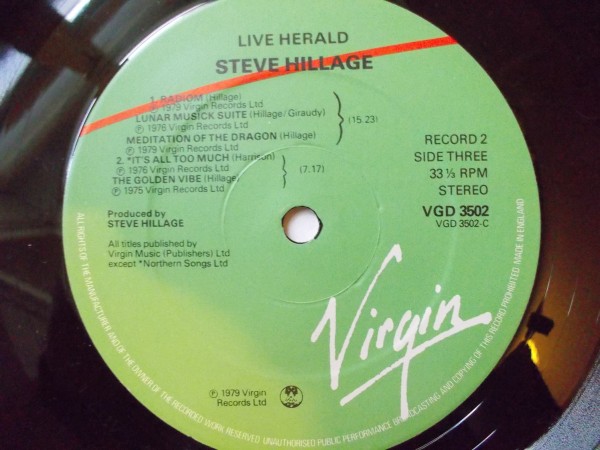 LIVE HERALD
STEVE HILLAGE
1. RADIOM (Hillage)
℗ 1979 Virgin Records Ltd
LUNAR MUSICK SUITE (Hillage/Giraudy)
℗ 1976 Virgin Records Ltd
(15.23)
MEDITATION OF THE DRAGON (Hillage)
℗ 1979 Virgin Records Ltd
2. *IT'S ALL TOO MUCH (Harrison)
℗ 1976 Virgin Records Ltd
(7.17)
THE GOLDEN VIBE (Hillage)
℗ 1975 Virgin Records Ltd
RECORD 2
SIDE THREE
33 ⅓ RPM
STEREO
VGD 3502
VGD 3502-C
Produced by
STEVE HILLAGE
All titles published by
Virgin Music (Publishers) Ltd
except *Northern Songs Ltd
Virgin
℗ 1979 Virgin
Records Ltd
ALL RIGHTS OF THE MANUFACTURER AND OF THE OWNER OF THE RECORDED WORK RESERVED UNAUTHORISED PUBLIC PERFORMANCE BROADCASTING AND COPYING OF THIS RECORD PROHIBITED MADE IN ENGLAND